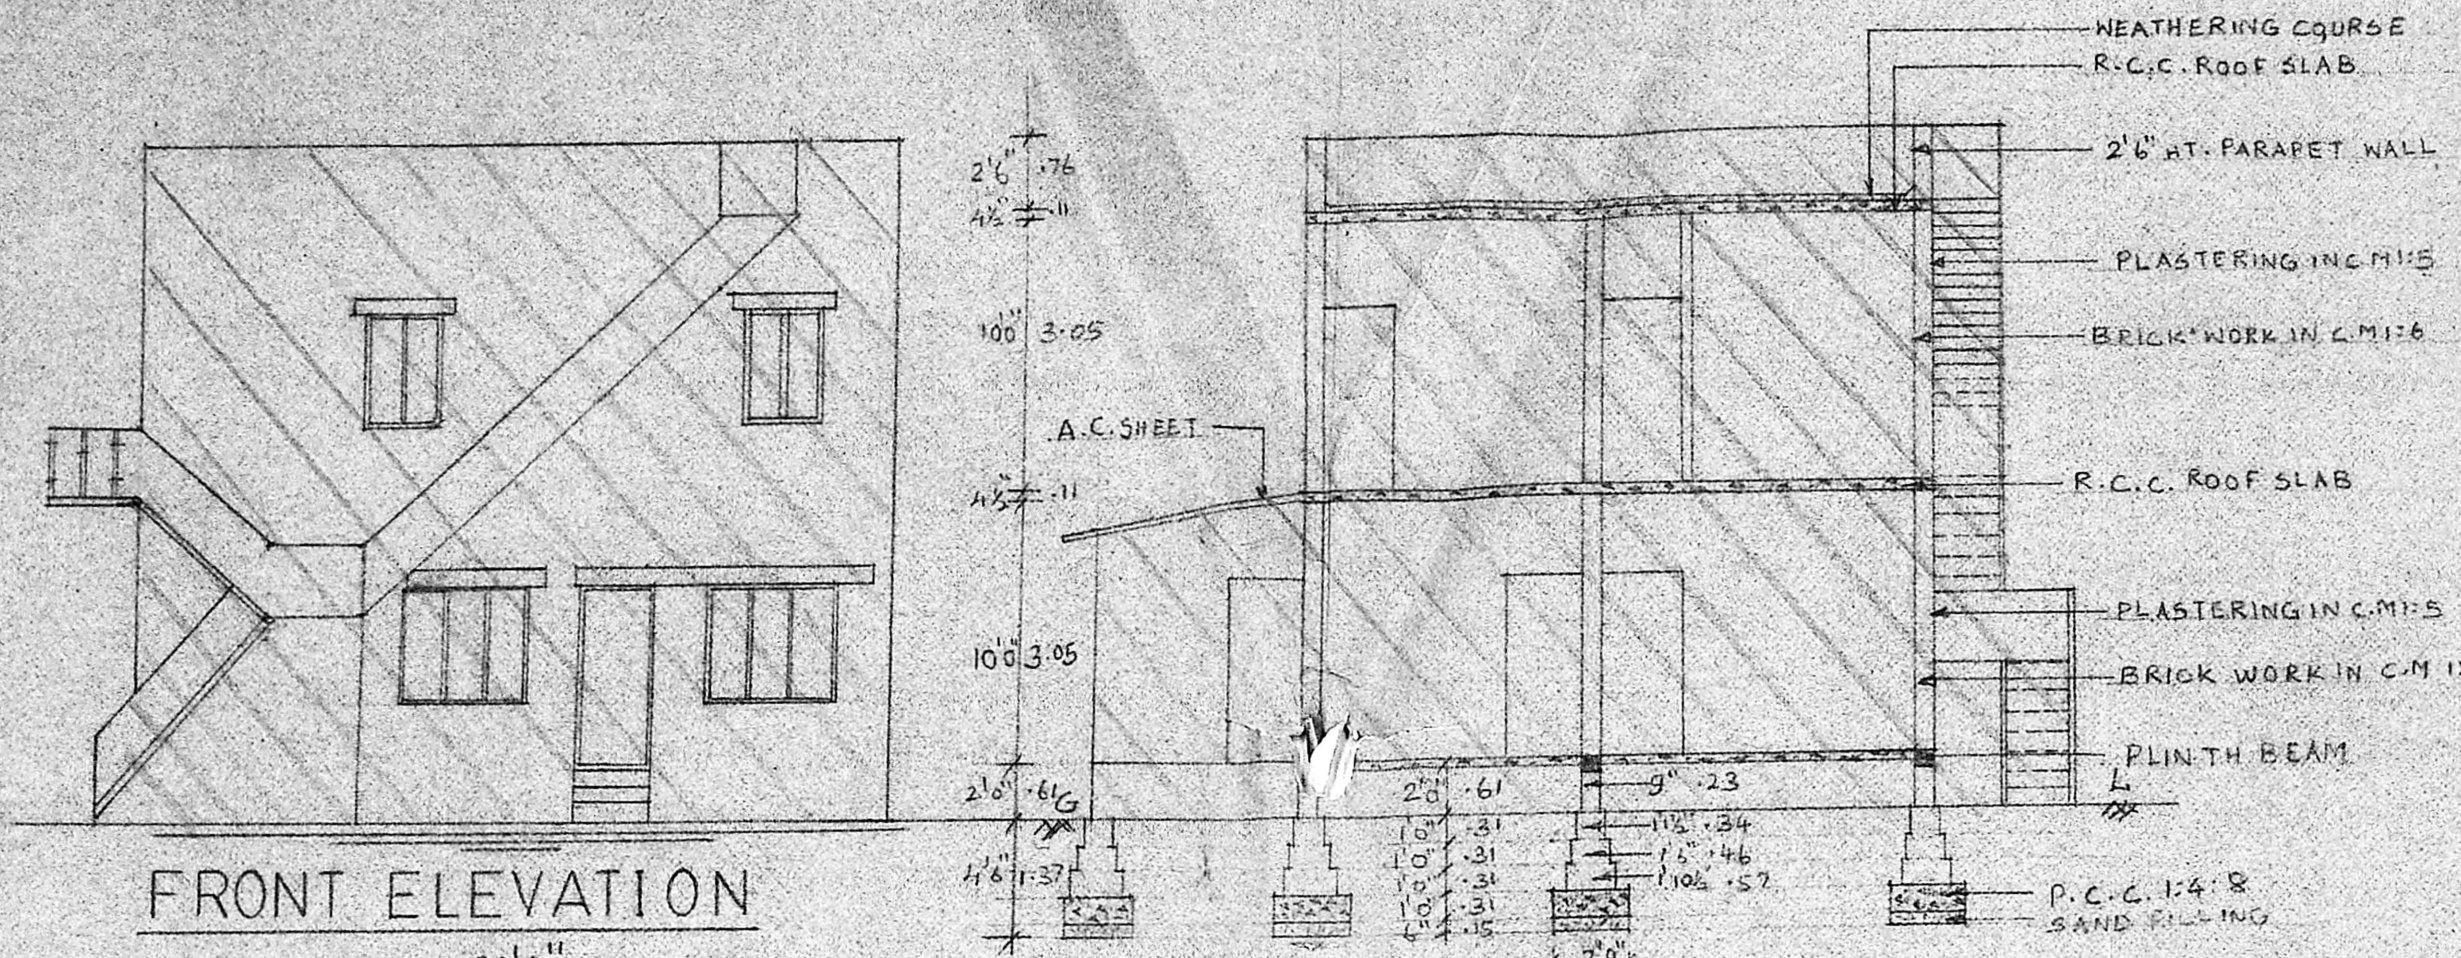 WEATHERING COURSE
R.C.C. ROOF SLAB
2'6" .76
2'6" HT. PARAPET WALL
4½" .11
PLASTERING IN C M 1:5
10'0" 3.05
BRICK WORK IN C.M 1:6
A.C. SHEET
4½" .11
R.C.C. ROOF SLAB
PLASTERING IN C.M 1:5
10'0" 3.05
BRICK WORK IN C.M 1:
PLINTH BEAM
2'0" .61 G
2'0" .61
9" .23
L
1'0" .31
11½" .34
1'0" .31
1'6" .46
4'6" 1.37
1'0" .31
1'10½" .57
FRONT ELEVATION
1'0" .31
P.C.C. 1:4:8
6" .15
SAND FILLING